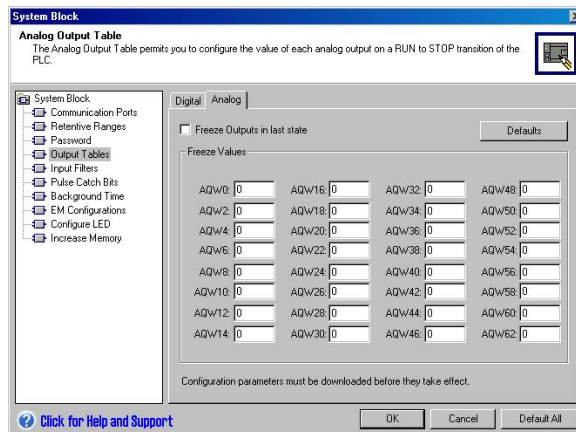 System Block
Analog Output Table
The Analog Output Table permits you to configure the value of each analog output on a RUN to STOP transition of the
PLC.
System Block
Communication Ports
Retentive Ranges
Password
Output Tables
Input Filters
Pulse Catch Bits
Background Time
EM Configurations
Configure LED
Increase Memory
Digital Analog
Freeze Outputs in last state
Defaults
Freeze Values
AQW0: 0 AQW16: 0 AQW32: 0 AQW48: 0
AQW2: 0 AQW18: 0 AQW34: 0 AQW50: 0
AQW4: 0 AQW20: 0 AQW36: 0 AQW52: 0
AQW6: 0 AQW22: 0 AQW38: 0 AQW54: 0
AQW8: 0 AQW24: 0 AQW40: 0 AQW56: 0
AQW10: 0 AQW26: 0 AQW42: 0 AQW58: 0
AQW12: 0 AQW28: 0 AQW44: 0 AQW60: 0
AQW14: 0 AQW30: 0 AQW46: 0 AQW62: 0
Configuration parameters must be downloaded before they take effect.
Click for Help and Support
OK Cancel Default All